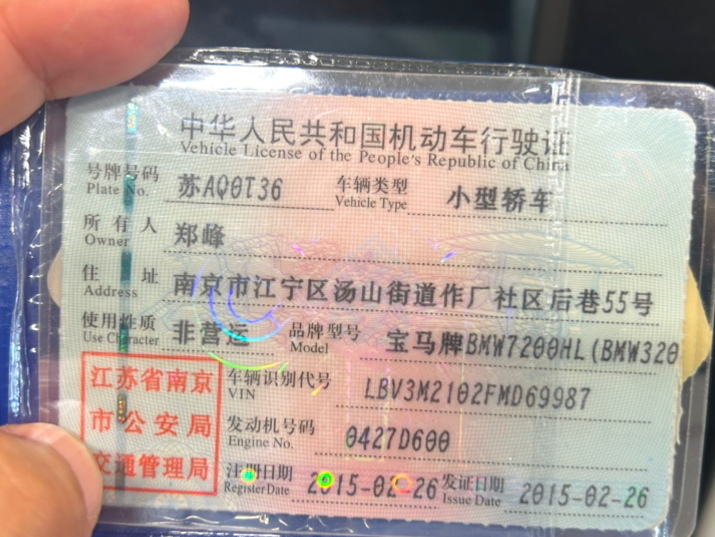 中华人民共和国机动车行驶证
Vehicle License of the People's Republic of China
号牌号码 苏AQ0T36 车辆类型 小型轿车
Plate No. Vehicle Type
所有人 郑峰
Owner
住址 南京市江宁区汤山街道作厂社区后巷55号
Address
使用性质 非营运 品牌型号 宝马牌BMW7200HL(BMW320
Use Character Model
江苏省南京
市公安局
交通管理局
车辆识别代号 LBV3M2102FMD69987
VIN
发动机号码 0427D600
Engine No.
注册日期 2015-02-26 发证日期 2015-02-26
Register Date Issue Date